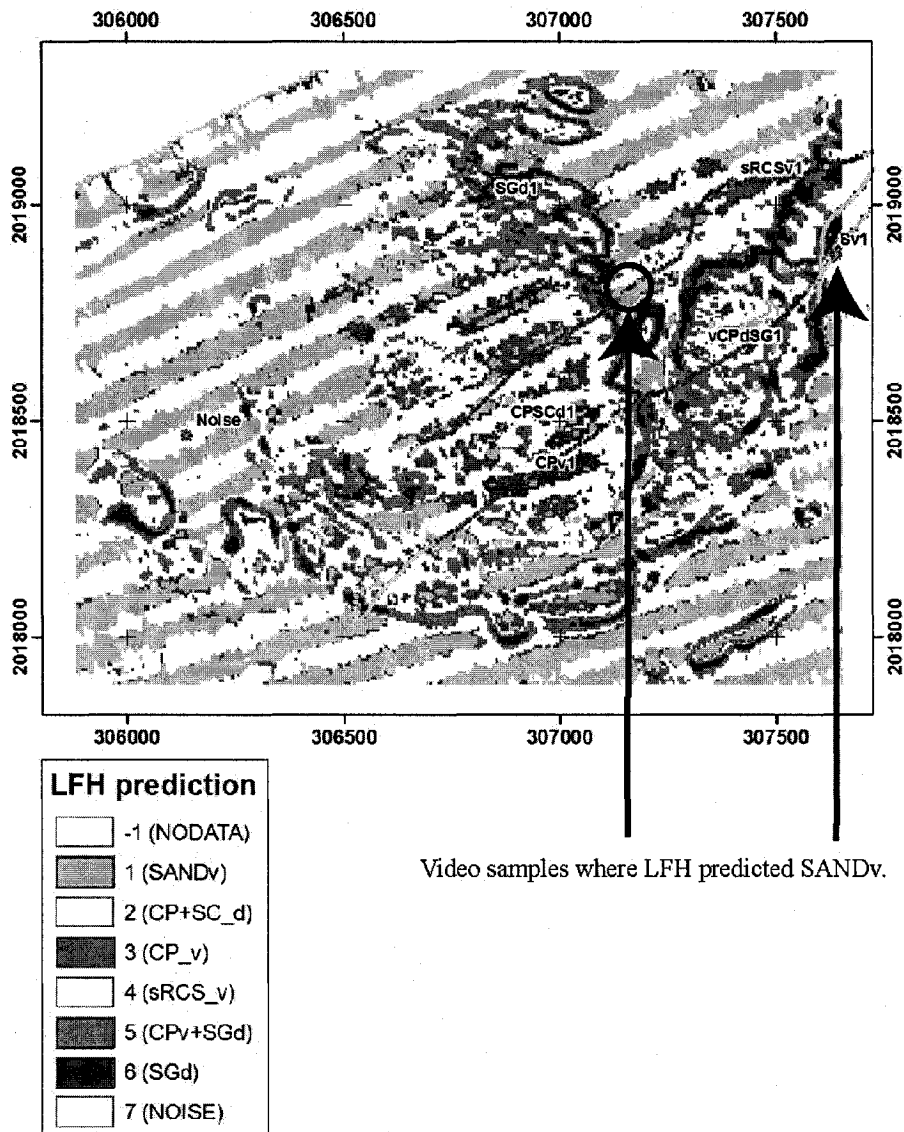 306000 306500 307000 307500
2019000 2019000
sRCSv1
SGd1
SV1
vCPdSG1
2018500 2018500
CPSCd1
Noise
CPv1
2018000 2018000
306000 306500 307000 307500
LFH prediction
-1 (NODATA)
1 (SANDv)
2 (CP+SC_d)
3 (CP_v)
4 (sRCS_v)
5 (CPv+SGd)
6 (SGd)
7 (NOISE)
Video samples where LFH predicted SANDv.